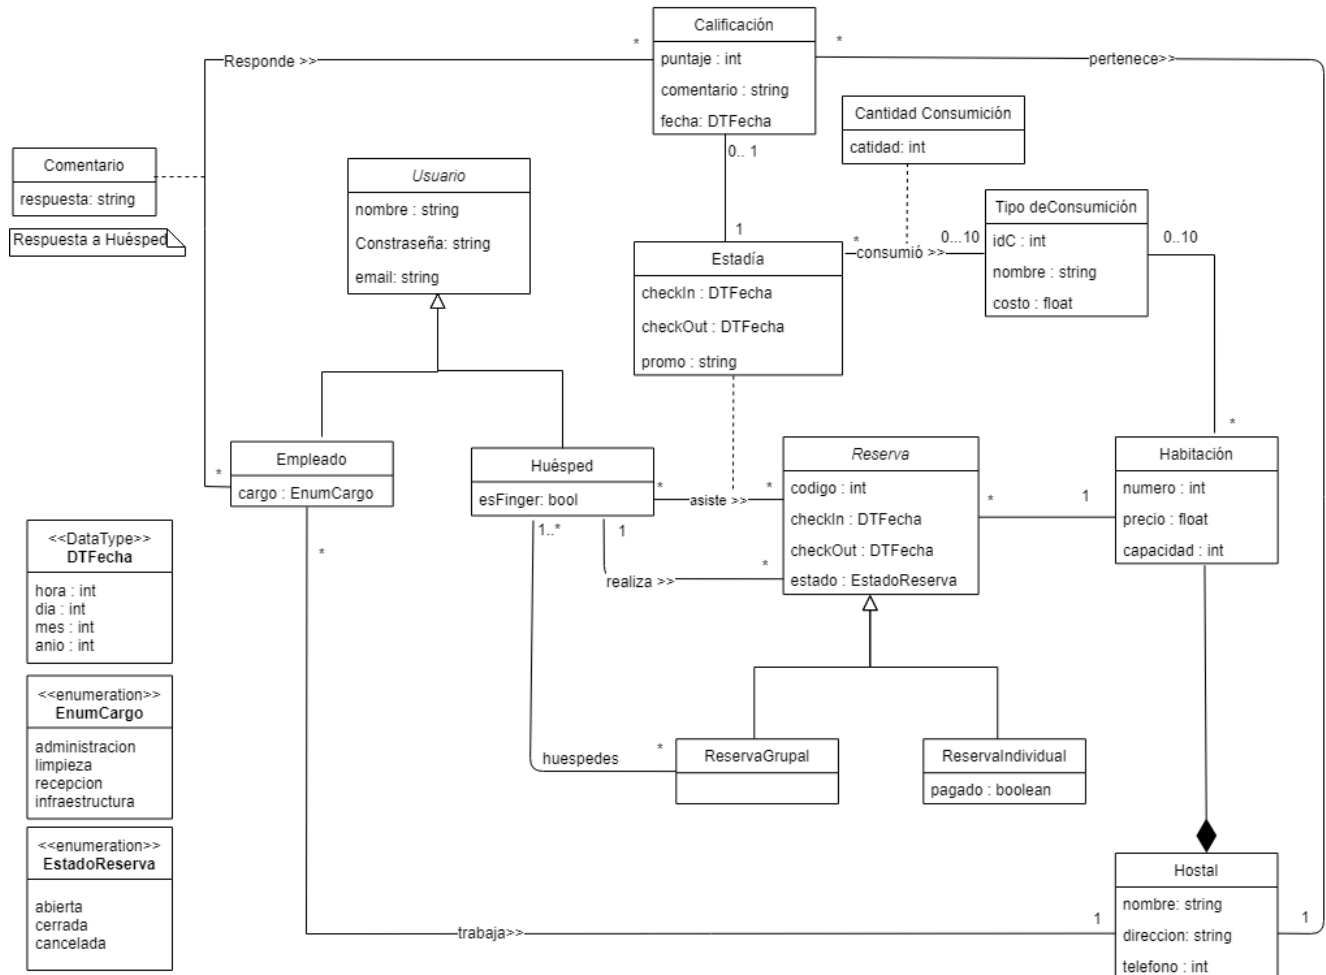 Calificación
puntaje : int
comentario : string
fecha: DTFecha
*
*
Responde >>
pertenece>>
0.. 1
Cantidad Consumición
catidad: int
Comentario
respuesta: string
Respuesta a Huésped
Usuario
nombre : string
Constraseña: string
email: string
1
Estadía
checkIn : DTFecha
checkOut : DTFecha
promo : string
*
consumió >>
0...10
Tipo deConsumición
idC : int
nombre : string
costo : float
0..10
*
*
Empleado
cargo : EnumCargo
*
Huésped
esFinger: bool
*
asiste >>
*
1..*
1
realiza >>
*
Reserva
codigo : int
checkIn : DTFecha
checkOut : DTFecha
estado : EstadoReserva
*
1
Habitación
numero : int
precio : float
capacidad : int
<<DataType>>
DTFecha
hora : int
dia : int
mes : int
anio : int
<<enumeration>>
EnumCargo
administracion
limpieza
recepcion
infraestructura
huespedes
*
ReservaGrupal
ReservaIndividual
pagado : boolean
<<enumeration>>
EstadoReserva
abierta
cerrada
cancelada
trabaja>>
1
Hostal
nombre: string
direccion: string
telefono : int
1